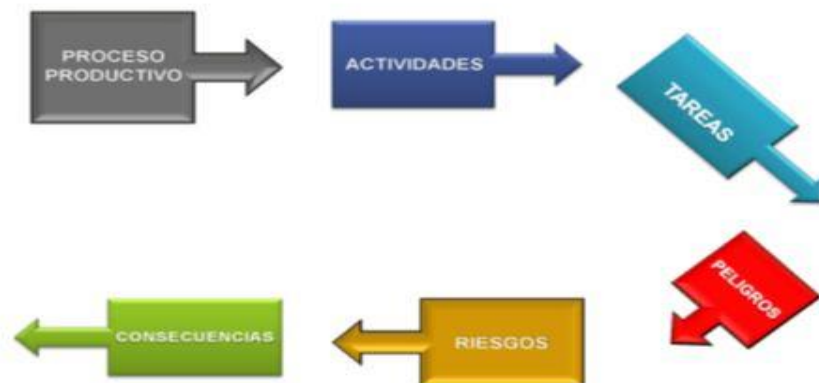 PROCESO
PRODUCTIVO
ACTIVIDADES
TAREAS
PELIGROS
RIESGOS
CONSECUENCIAS